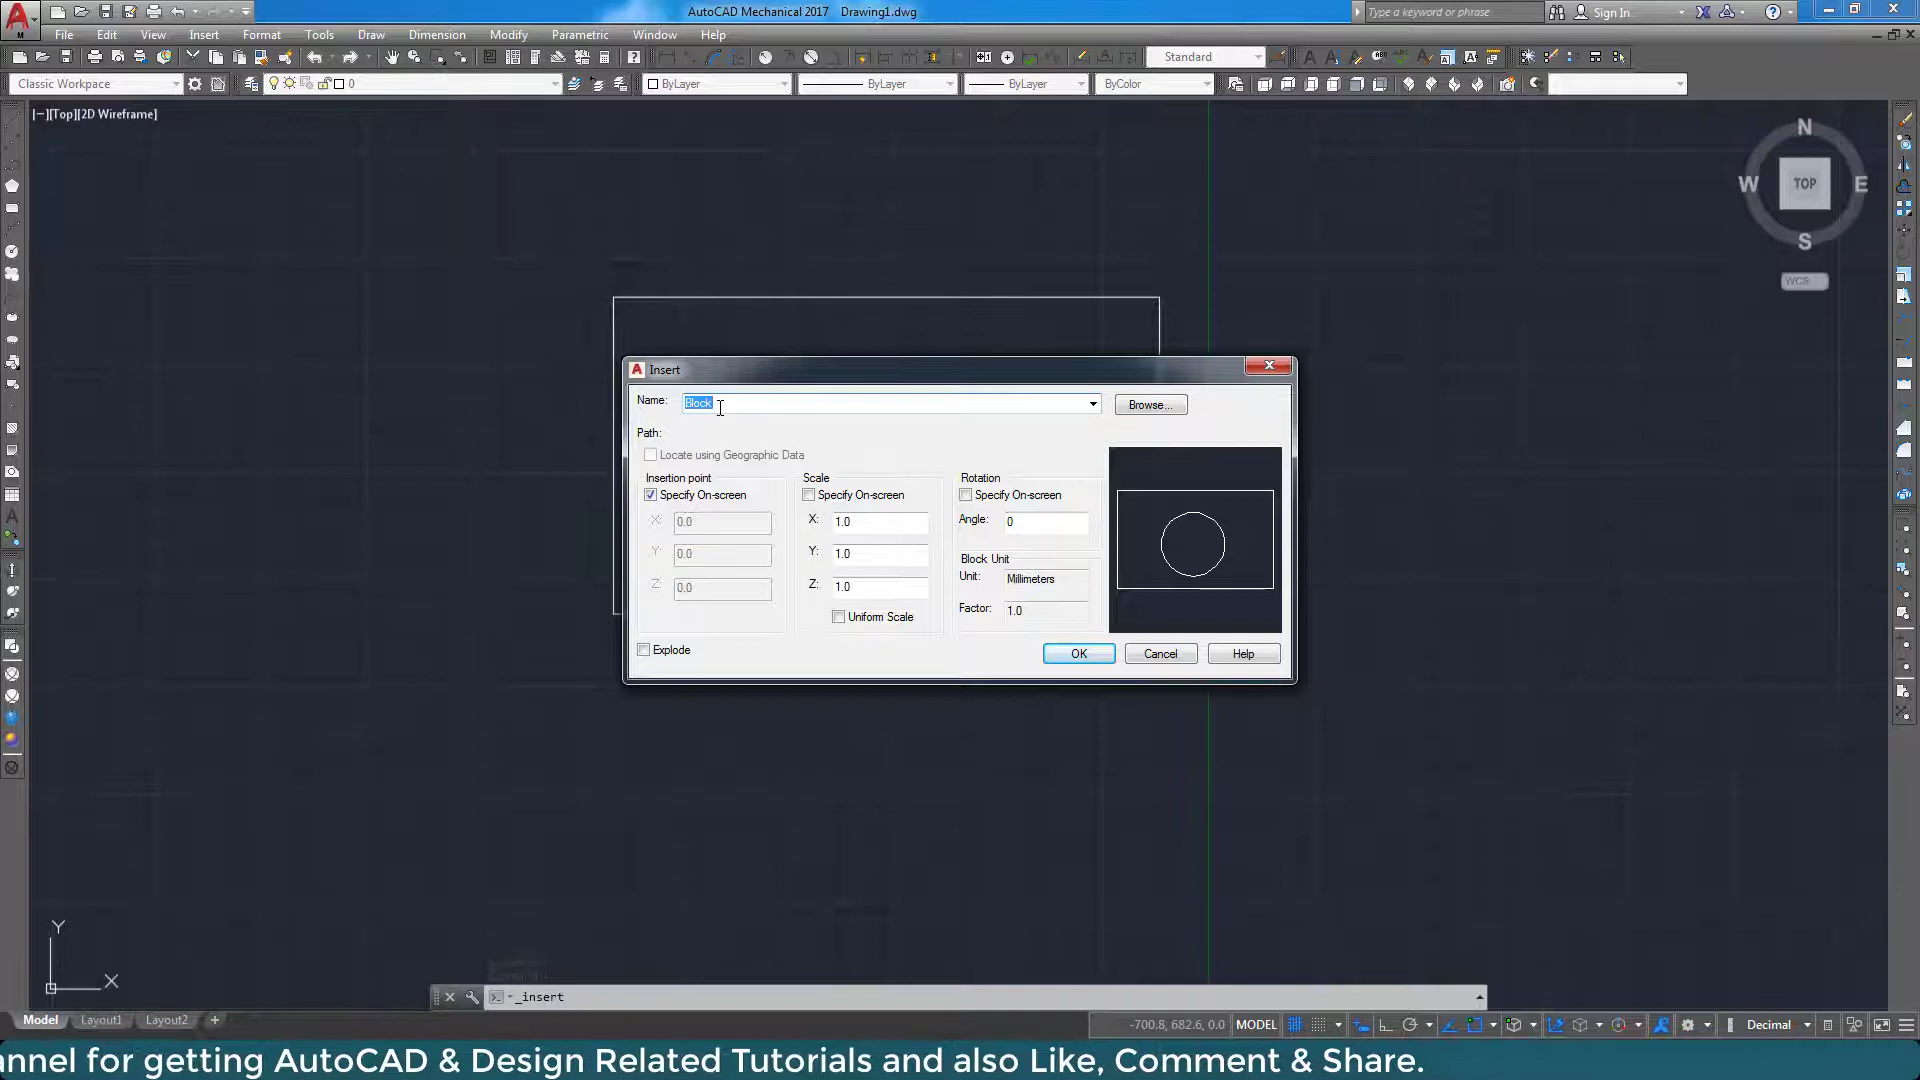 AutoCAD Mechanical 2017 Drawing1.dwg
Type a keyword or phrase
Sign In
M
File Edit View Insert Format Tools Draw Dimension Modify Parametric Window Help
Standard
Classic Workspace
0
ByLayer
ByLayer
ByLayer
ByColor
[−][Top][2D Wireframe]
N
W
TOP
E
S
WCS
Insert
Name:
Block
Browse...
Path:
Locate using Geographic Data
Insertion point
Specify On-screen
X: 0.0
Y: 0.0
Z: 0.0
Scale
Specify On-screen
X: 1.0
Y: 1.0
Z: 1.0
Uniform Scale
Rotation
Specify On-screen
Angle: 0
Block Unit
Unit: Millimeters
Factor: 1.0
Explode
OK
Cancel
Help
Y
X
_insert
Model
Layout1
Layout2
-700.8, 682.6, 0.0
MODEL
Decimal
annel for getting AutoCAD & Design Related Tutorials and also Like, Comment & Share.